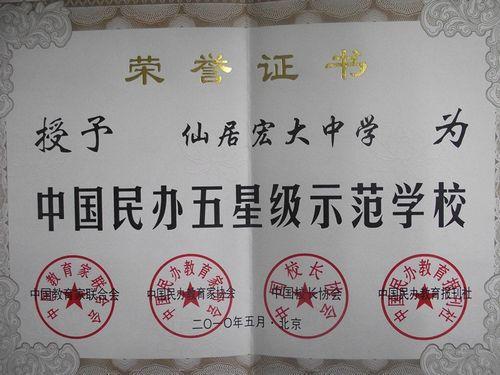 荣誉证书
授予 仙居宏大中学 为
中国民办五星级示范学校
中国教育家联合会 中国民办教育家协会 中国校长协会 中国民办教育报刊社
二〇一〇年五月·北京